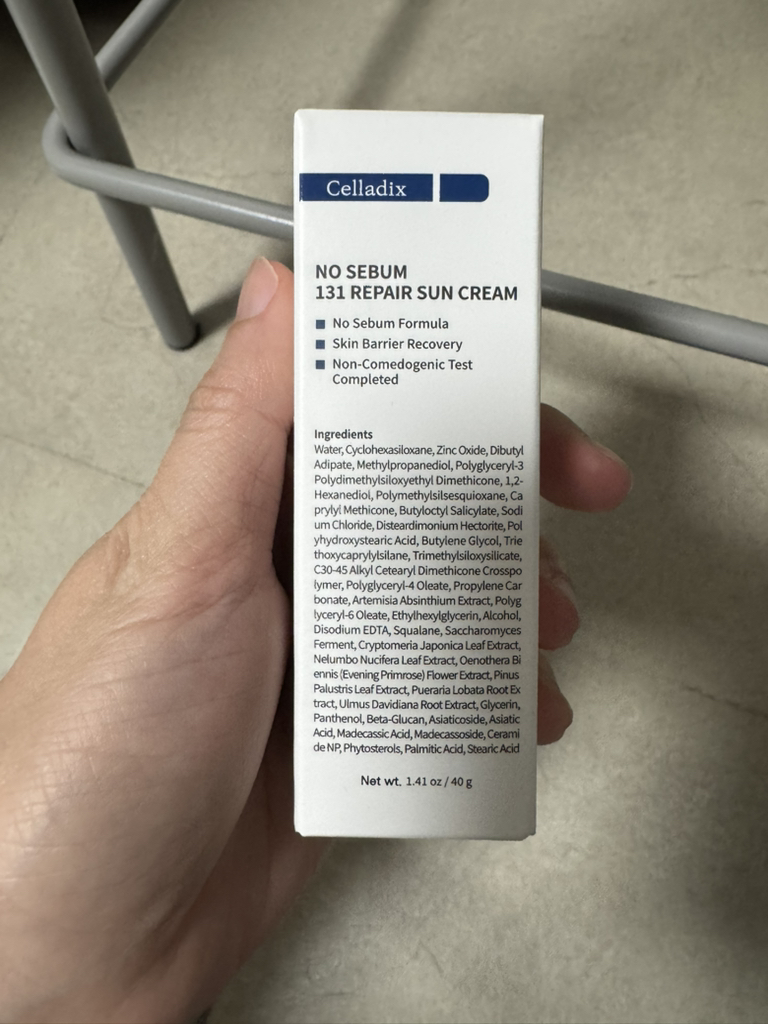 Celladix
NO SEBUM
131 REPAIR SUN CREAM
No Sebum Formula
Skin Barrier Recovery
Non-Comedogenic Test
Completed
Ingredients
Water, Cyclohexasiloxane, Zinc Oxide, Dibutyl
Adipate, Methylpropanediol, Polyglyceryl-3
Polydimethylsiloxyethyl Dimethicone, 1,2-
Hexanediol, Polymethylsilsesquioxane, Ca
prylyl Methicone, Butyloctyl Salicylate, Sodi
um Chloride, Disteardimonium Hectorite, Pol
yhydroxystearic Acid, Butylene Glycol, Trie
thoxycaprylylsilane, Trimethylsiloxysilicate,
C30-45 Alkyl Cetearyl Dimethicone Crosspo
lymer, Polyglyceryl-4 Oleate, Propylene Car
bonate, Artemisia Absinthium Extract, Polyg
lyceryl-6 Oleate, Ethylhexylglycerin, Alcohol,
Disodium EDTA, Squalane, Saccharomyces
Ferment, Cryptomeria Japonica Leaf Extract,
Nelumbo Nucifera Leaf Extract, Oenothera Bi
ennis (Evening Primrose) Flower Extract, Pinus
Palustris Leaf Extract, Pueraria Lobata Root Ex
tract, Ulmus Davidiana Root Extract, Glycerin,
Panthenol, Beta-Glucan, Asiaticoside, Asiatic
Acid, Madecassic Acid, Madecassoside, Cerami
de NP, Phytosterols, Palmitic Acid, Stearic Acid
Net wt. 1.41 oz / 40 g